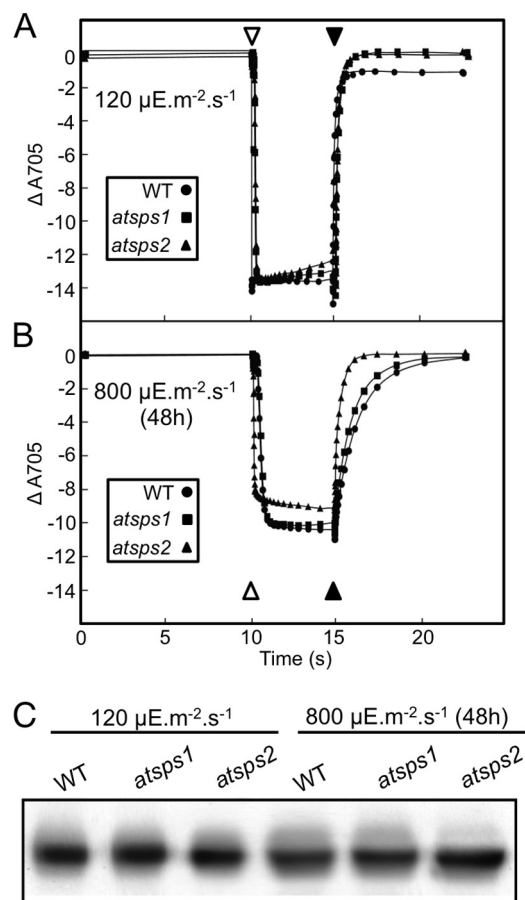 A
0
-2
-4
-6
-8
-10
-12
-14
Δ A705
120 µE.m⁻².s⁻¹
WT
atsps1
atsps2
B
0
-2
-4
-6
-8
-10
-12
-14
Δ A705
800 µE.m⁻².s⁻¹
(48h)
WT
atsps1
atsps2
0 5 10 15 20
Time (s)
C
120 µE.m⁻².s⁻¹ 800 µE.m⁻².s⁻¹ (48h)
WT atsps1 atsps2 WT atsps1 atsps2